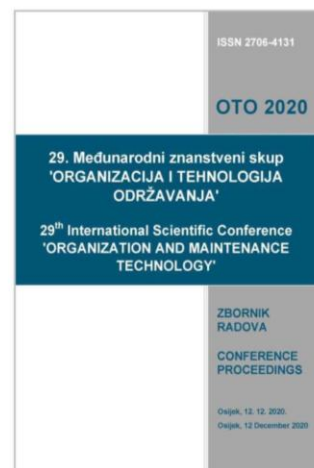 ISSN 2706-4131
OTO 2020
29. Međunarodni znanstveni skup
'ORGANIZACIJA I TEHNOLOGIJA
ODRŽAVANJA'
29th International Scientific Conference
'ORGANIZATION AND MAINTENANCE
TECHNOLOGY'
ZBORNIK
RADOVA
CONFERENCE
PROCEEDINGS
Osijek, 12. 12. 2020.
Osijek, 12 December 2020